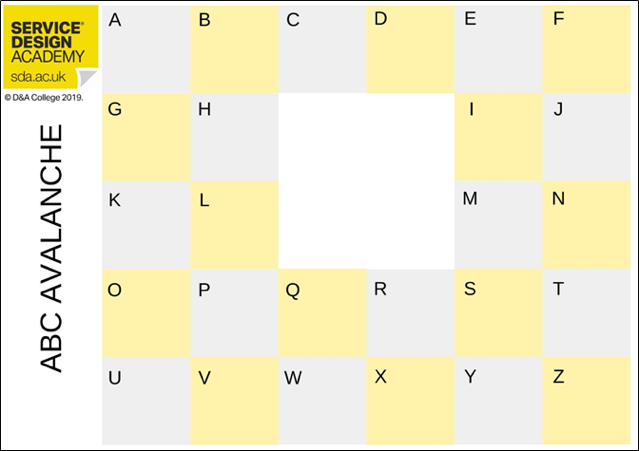 SERVICE
DESIGN
ACADEMY
sda.ac.uk
© D&A College 2019.
ABC AVALANCHE
A B C D E F
G H I J
K L M N
O P Q R S T
U V W X Y Z